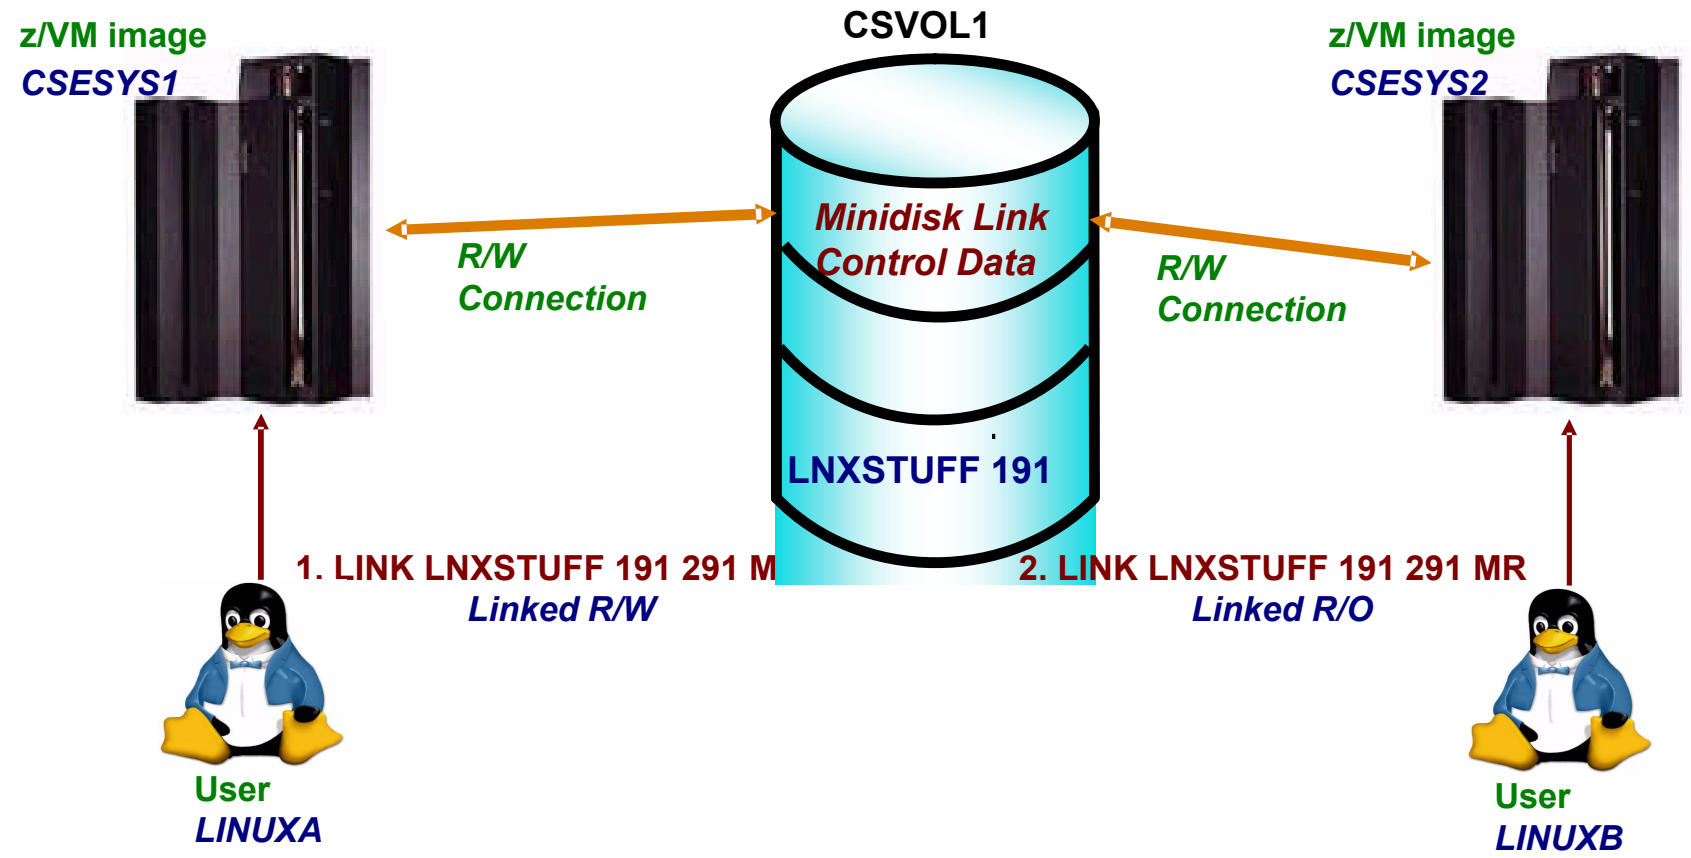 CSVOL1
z/VM image
CSESYS1
z/VM image
CSESYS2
Minidisk Link
Control Data
R/W
Connection
R/W
Connection
LNXSTUFF 191
1. LINK LNXSTUFF 191 291 M
Linked R/W
2. LINK LNXSTUFF 191 291 MR
Linked R/O
User
LINUXA
User
LINUXB